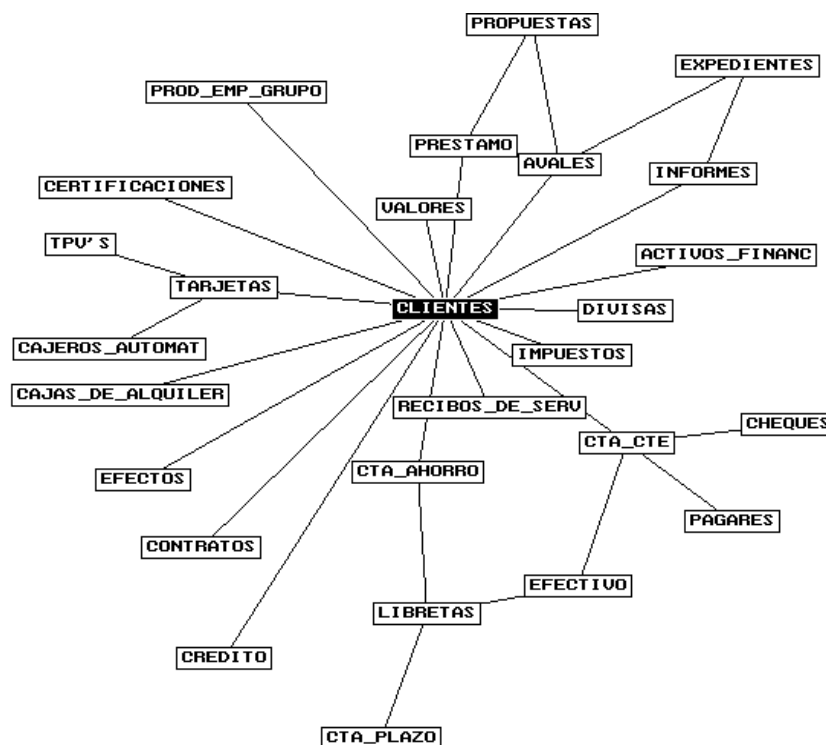 PROPUESTAS
EXPEDIENTES
PROD_EMP_GRUPO
PRESTAMO
AVALES
INFORMES
CERTIFICACIONES
VALORES
TPV'S
ACTIVOS_FINANC
TARJETAS
CLIENTES
DIVISAS
CAJEROS_AUTOMAT
IMPUESTOS
CAJAS_DE_ALQUILER
RECIBOS_DE_SERV
CHEQUES
CTA_CTE
CTA_AHORRO
EFECTOS
PAGARES
CONTRATOS
EFECTIVO
LIBRETAS
CREDITO
CTA_PLAZO